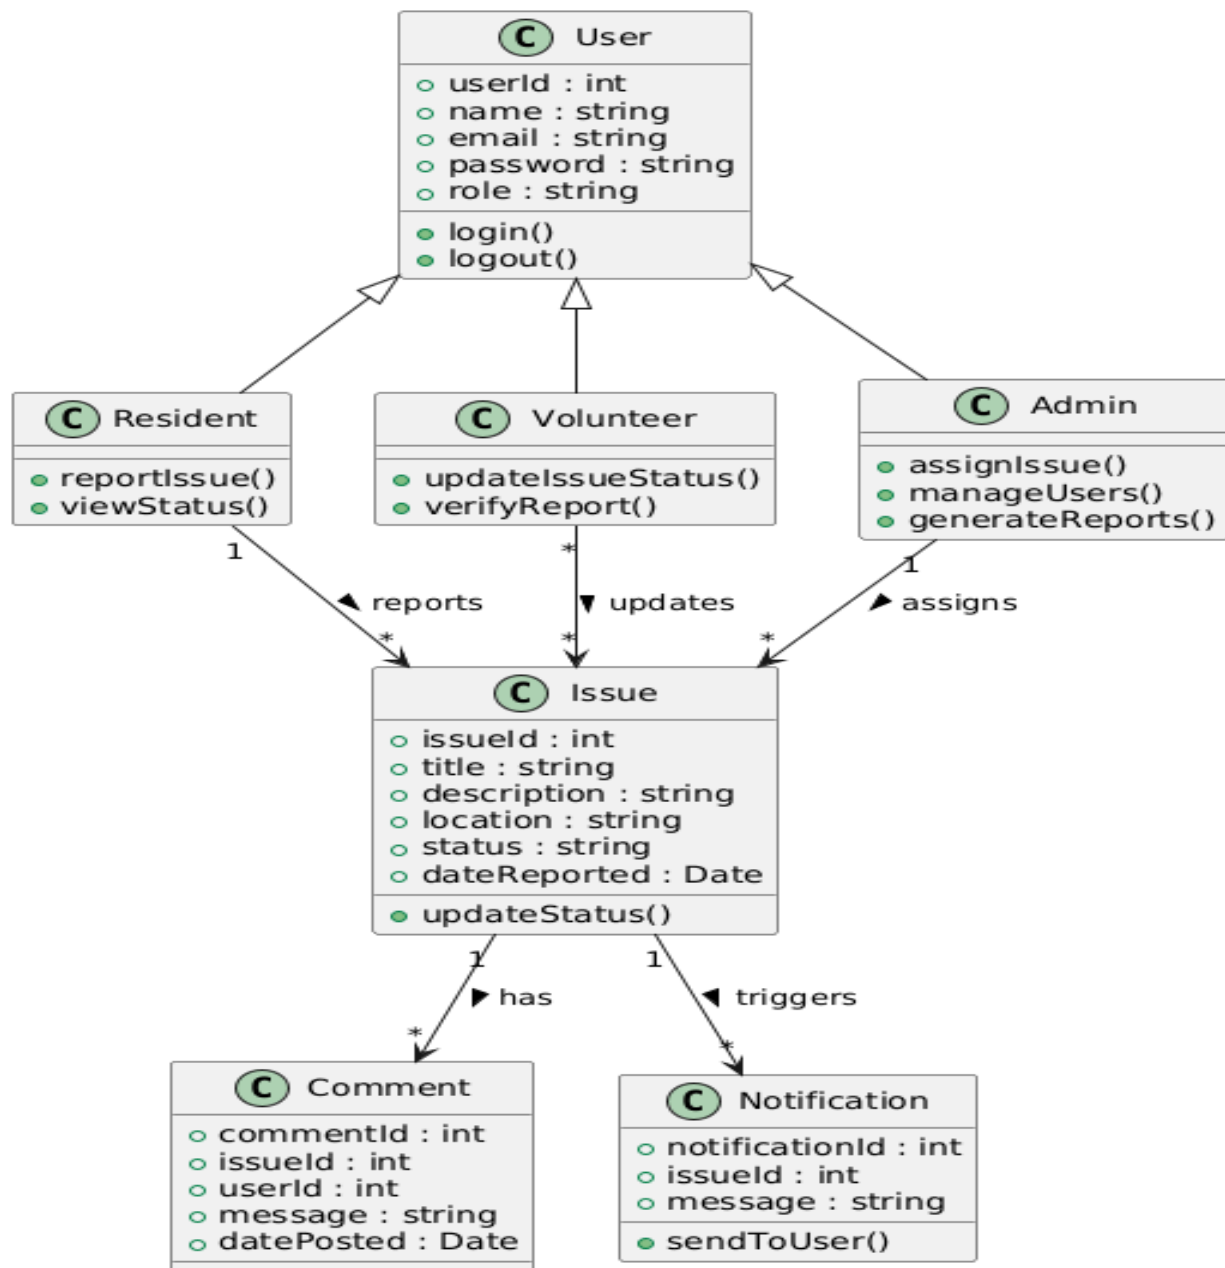 C User
userId : int
name : string
email : string
password : string
role : string
login()
logout()
C Resident
reportIssue()
viewStatus()
C Volunteer
updateIssueStatus()
verifyReport()
C Admin
assignIssue()
manageUsers()
generateReports()
1
reports
*
*
updates
*
1
assigns
*
C Issue
issueId : int
title : string
description : string
location : string
status : string
dateReported : Date
updateStatus()
1
has
*
1
triggers
*
C Comment
commentId : int
issueId : int
userId : int
message : string
datePosted : Date
C Notification
notificationId : int
issueId : int
message : string
sendToUser()